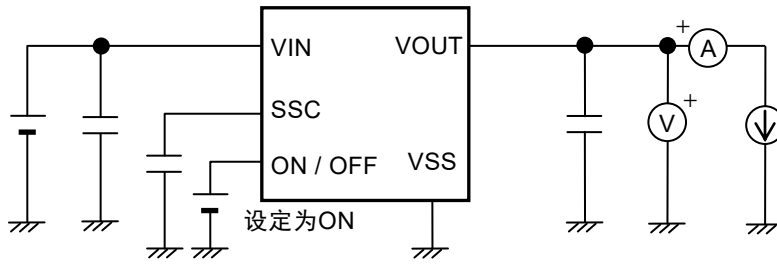 VIN
VOUT
+
A
SSC
+
V
ON / OFF
VSS
设定为ON